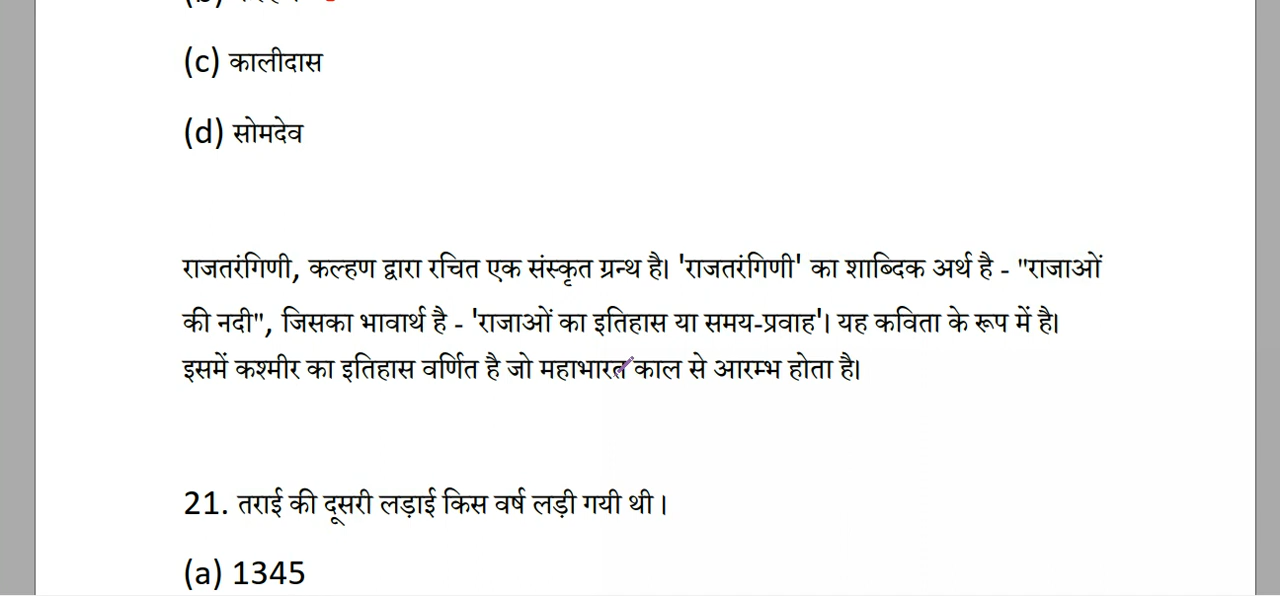 (c) कालीदास
(d) सोमदेव
राजतरंगिणी, कल्हण द्वारा रचित एक संस्कृत ग्रन्थ है। 'राजतरंगिणी' का शाब्दिक अर्थ है - "राजाओं
की नदी", जिसका भावार्थ है - 'राजाओं का इतिहास या समय-प्रवाह'। यह कविता के रूप में है।
इसमें कश्मीर का इतिहास वर्णित है जो महाभारत काल से आरम्भ होता है।
21. तराई की दूसरी लड़ाई किस वर्ष लड़ी गयी थी।
(a) 1345